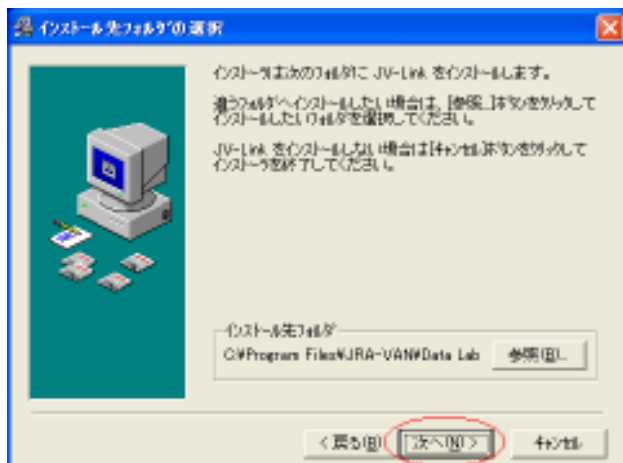 インストール先フォルダの選択
インストーラは次のフォルダに JV-Link をインストールします。
違うフォルダへインストールしたい場合は、[参照...]ボタンをクリックして
インストールしたいフォルダを選択してください。
JV-Link をインストールしない場合は[キャンセル]ボタンをクリックして
インストーラを終了してください。
インストール先フォルダ
C:¥Program Files¥JRA-VAN¥Data Lab
参照(B)...
< 戻る(B)
次へ(N) >
キャンセル